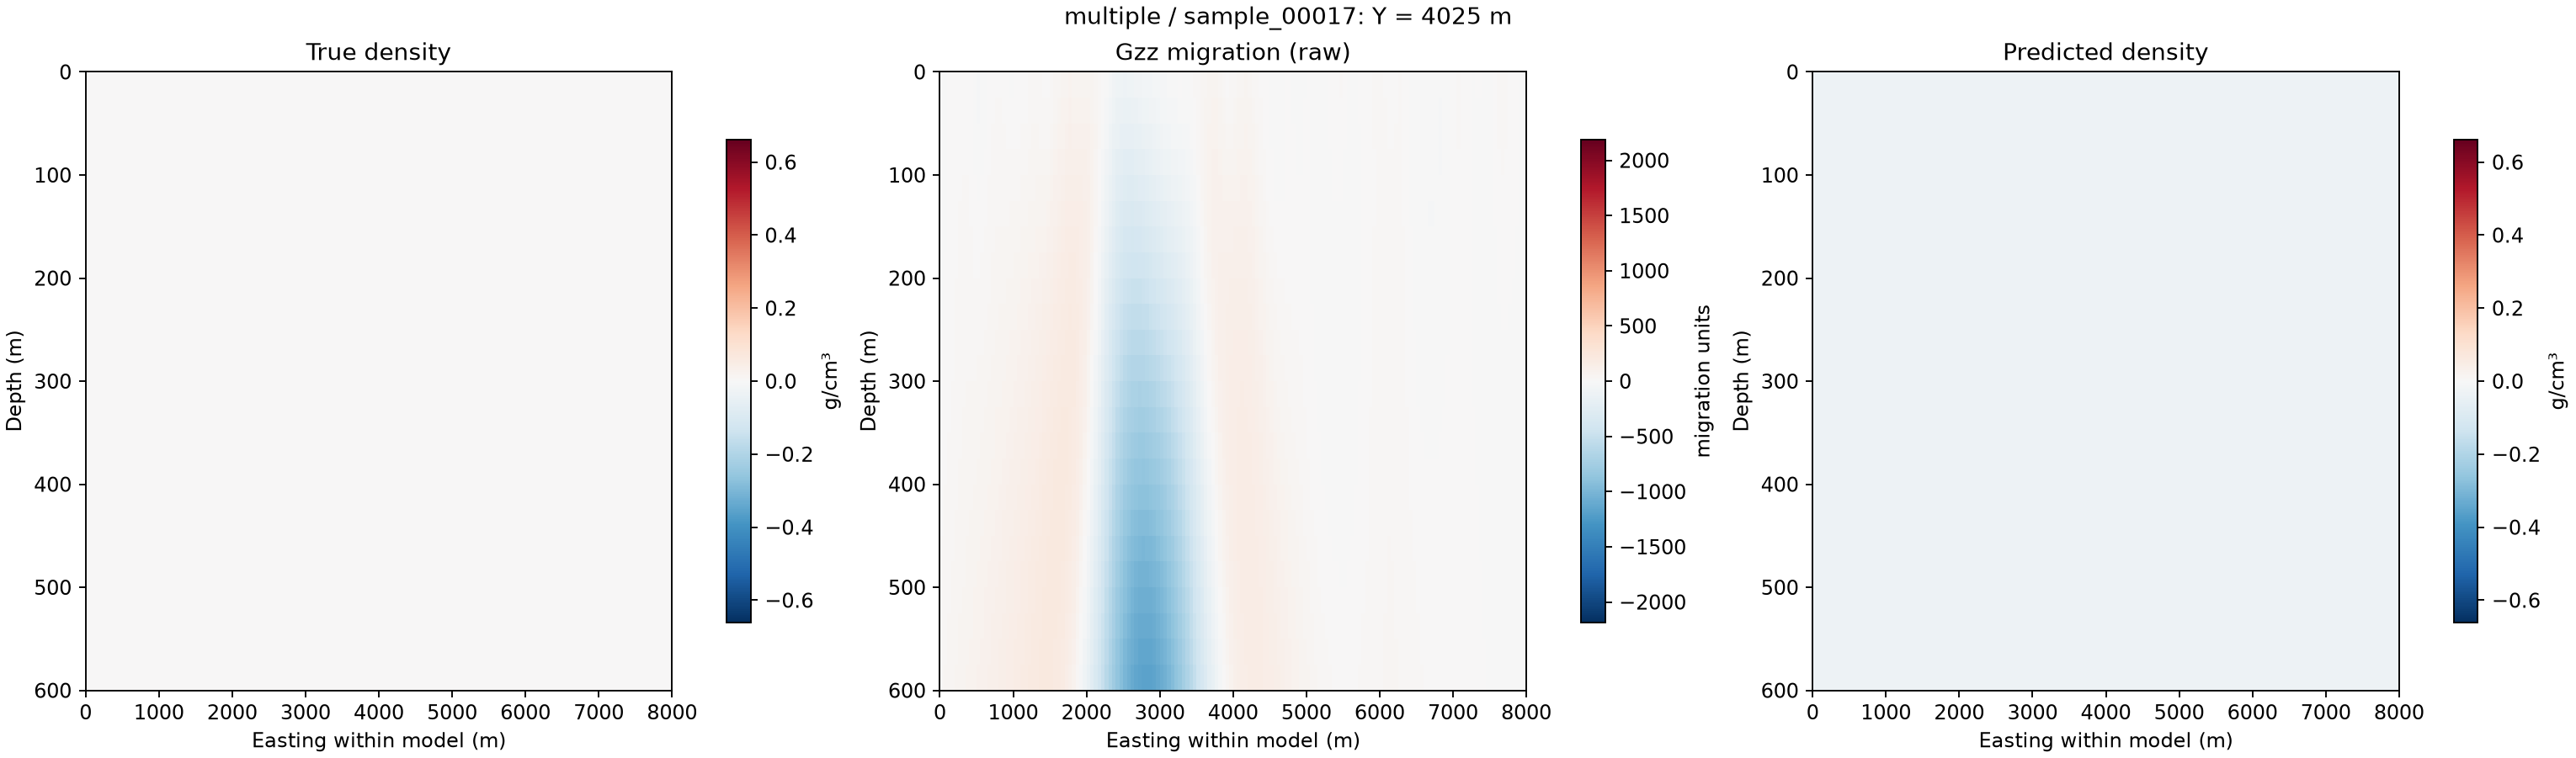 multiple / sample_00017: Y = 4025 m
True density
0
100
200
300
400
500
600
Depth (m)
0 1000 2000 3000 4000 5000 6000 7000 8000
Easting within model (m)
0.6
0.4
0.2
0.0
−0.2
−0.4
−0.6
g/cm³
Gzz migration (raw)
0
100
200
300
400
500
600
Depth (m)
0 1000 2000 3000 4000 5000 6000 7000 8000
Easting within model (m)
2000
1500
1000
500
0
−500
−1000
−1500
−2000
migration units
Predicted density
0
100
200
300
400
500
600
Depth (m)
0 1000 2000 3000 4000 5000 6000 7000 8000
Easting within model (m)
0.6
0.4
0.2
0.0
−0.2
−0.4
−0.6
g/cm³